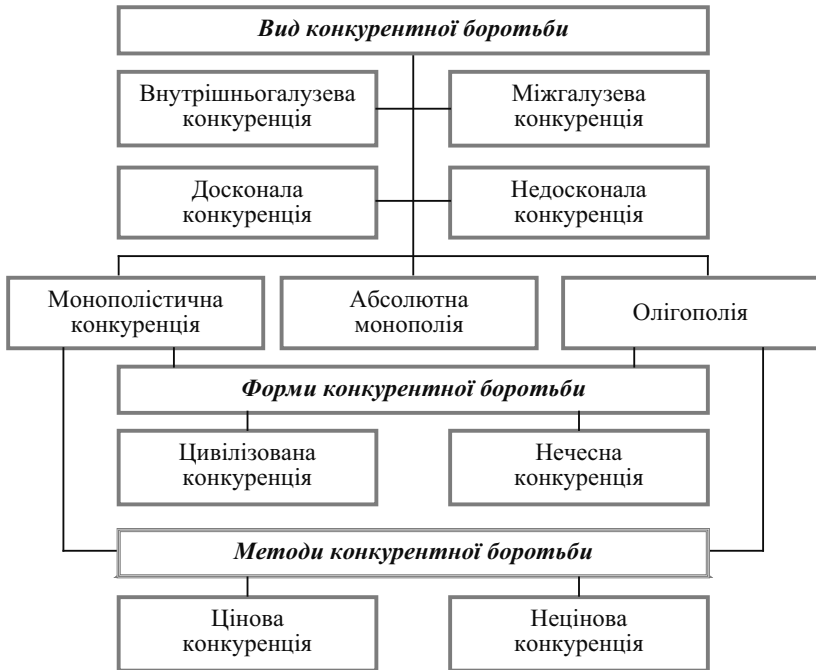 Вид конкурентної боротьби
Внутрішньогалузева
конкуренція
Міжгалузева
конкуренція
Досконала
конкуренція
Недосконала
конкуренція
Монополістична
конкуренція
Абсолютна
монополія
Олігополія
Форми конкурентної боротьби
Цивілізована
конкуренція
Нечесна
конкуренція
Методи конкурентної боротьби
Цінова
конкуренція
Нецінова
конкуренція